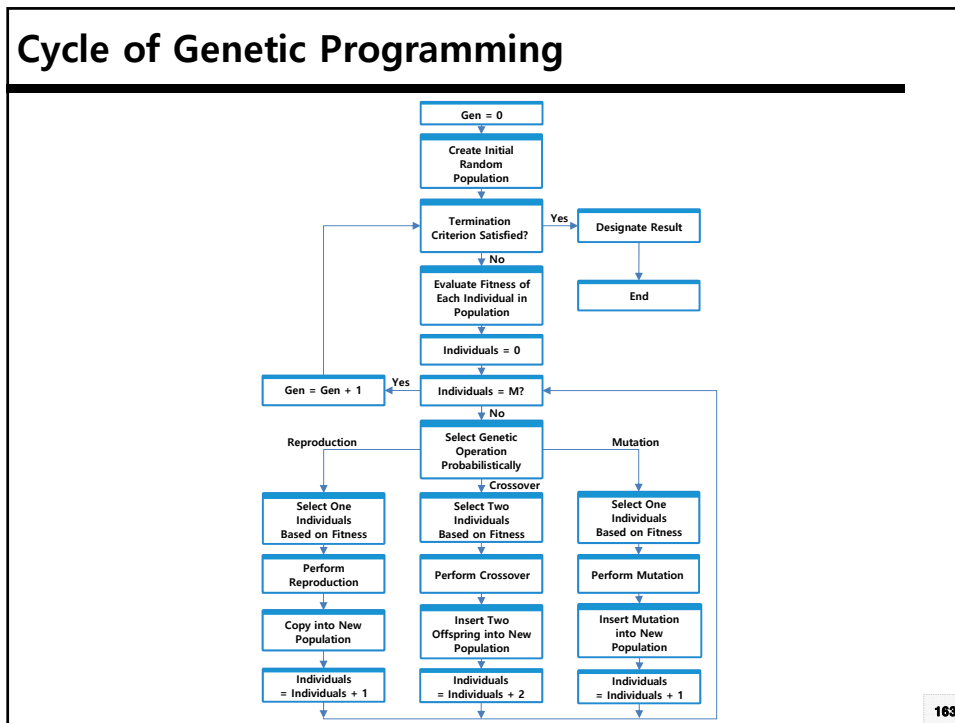 Cycle of Genetic Programming
Gen = 0
Create Initial
Random
Population
Termination
Criterion Satisfied?
Yes
Designate Result
No
End
Evaluate Fitness of
Each Individual in
Population
Individuals = 0
Gen = Gen + 1
Yes
Individuals = M?
No
Reproduction
Select Genetic
Operation
Probabilistically
Mutation
Crossover
Select One
Individuals
Based on Fitness
Select Two
Individuals
Based on Fitness
Select One
Individuals
Based on Fitness
Perform
Reproduction
Perform Crossover
Perform Mutation
Copy into New
Population
Insert Two
Offspring into New
Population
Insert Mutation
into New
Population
Individuals
= Individuals + 1
Individuals
= Individuals + 2
Individuals
= Individuals + 1
163